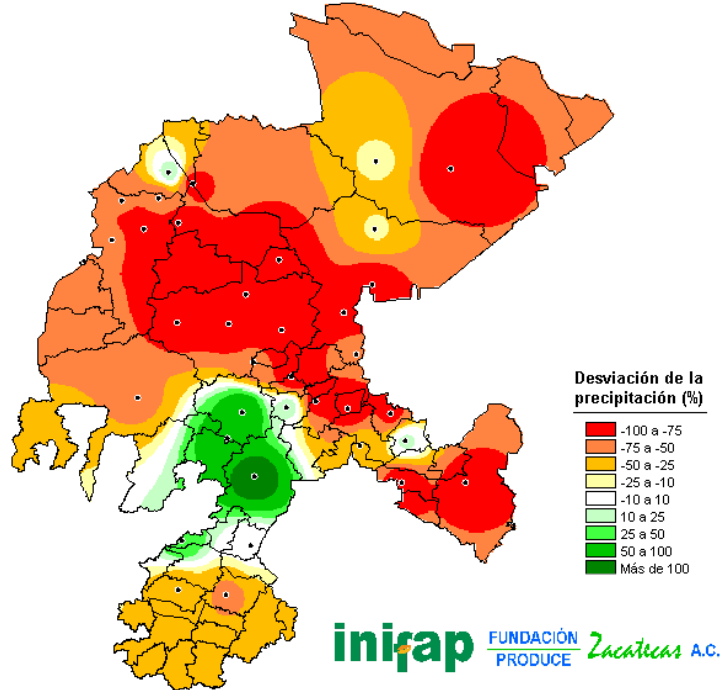 Desviación de la
precipitación (%)
-100 a -75
-75 a -50
-50 a -25
-25 a -10
-10 a 10
10 a 25
25 a 50
50 a 100
Más de 100
inifap
FUNDACIÓN
PRODUCE
Zacatecas A.C.